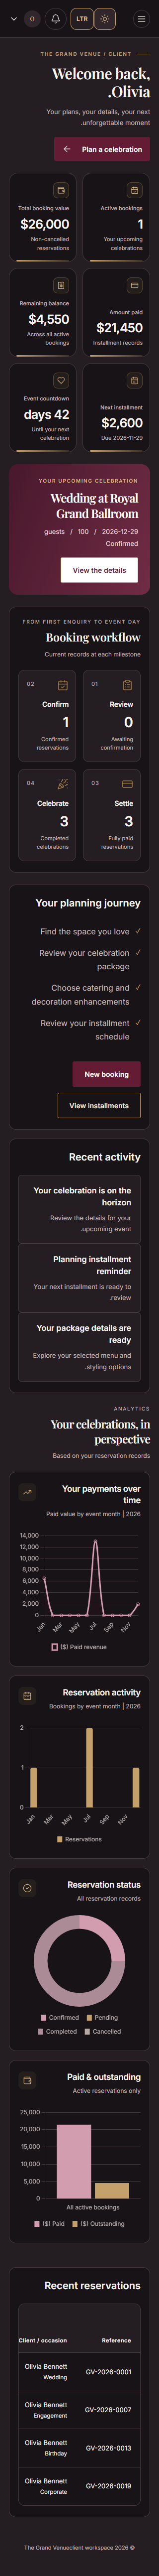 O
LTR
THE GRAND VENUE / CLIENT
Welcome back,
.Olivia
Your plans, your details, your next
.unforgettable moment
Plan a celebration
Active bookings
1
Your upcoming
celebrations
Total booking value
$26,000
Non-cancelled
reservations
Amount paid
$21,450
Installment records
Remaining balance
$4,550
Across all active
bookings
Next installment
$2,600
Due 2026-11-29
Event countdown
days 42
Until your next
celebration
YOUR UPCOMING CELEBRATION
Wedding at Royal
Grand Ballroom
guests / 100 / 2026-12-29
Confirmed
View the details
FROM FIRST ENQUIRY TO EVENT DAY
Booking workflow
Current records at each milestone
01
Review
0
Awaiting
confirmation
02
Confirm
1
Confirmed
reservations
03
Settle
3
Fully paid
reservations
04
Celebrate
3
Completed
celebrations
Your planning journey
Find the space you love ✓
Review your celebration ✓
package
Choose catering and ✓
decoration enhancements
Review your installment ✓
schedule
New booking
View installments
Recent activity
Your celebration is on the
horizon
Review the details for your
.upcoming event
Planning installment
reminder
Your next installment is ready to
.review
Your package details are
ready
Explore your selected menu and
.styling options
ANALYTICS
Your celebrations, in
perspective
Based on your reservation records
Your payments over
time
Paid value by event month | 2026
14,000
12,000
10,000
8,000
6,000
4,000
2,000
0
Jan Mar May Jul Sep Nov
($) Paid revenue
Reservation activity
Bookings by event month | 2026
2
1
0
Jan Mar May Jul Sep Nov
Reservations
Reservation status
All reservation records
Confirmed Pending
Completed Cancelled
Paid & outstanding
Active reservations only
25,000
20,000
15,000
10,000
5,000
0
All active bookings
($) Paid ($) Outstanding
Recent reservations
Client / occasion Reference
Olivia Bennett GV-2026-0001
Wedding
Olivia Bennett GV-2026-0007
Engagement
Olivia Bennett GV-2026-0013
Birthday
Olivia Bennett GV-2026-0019
Corporate
The Grand Venueclient workspace 2026 ©